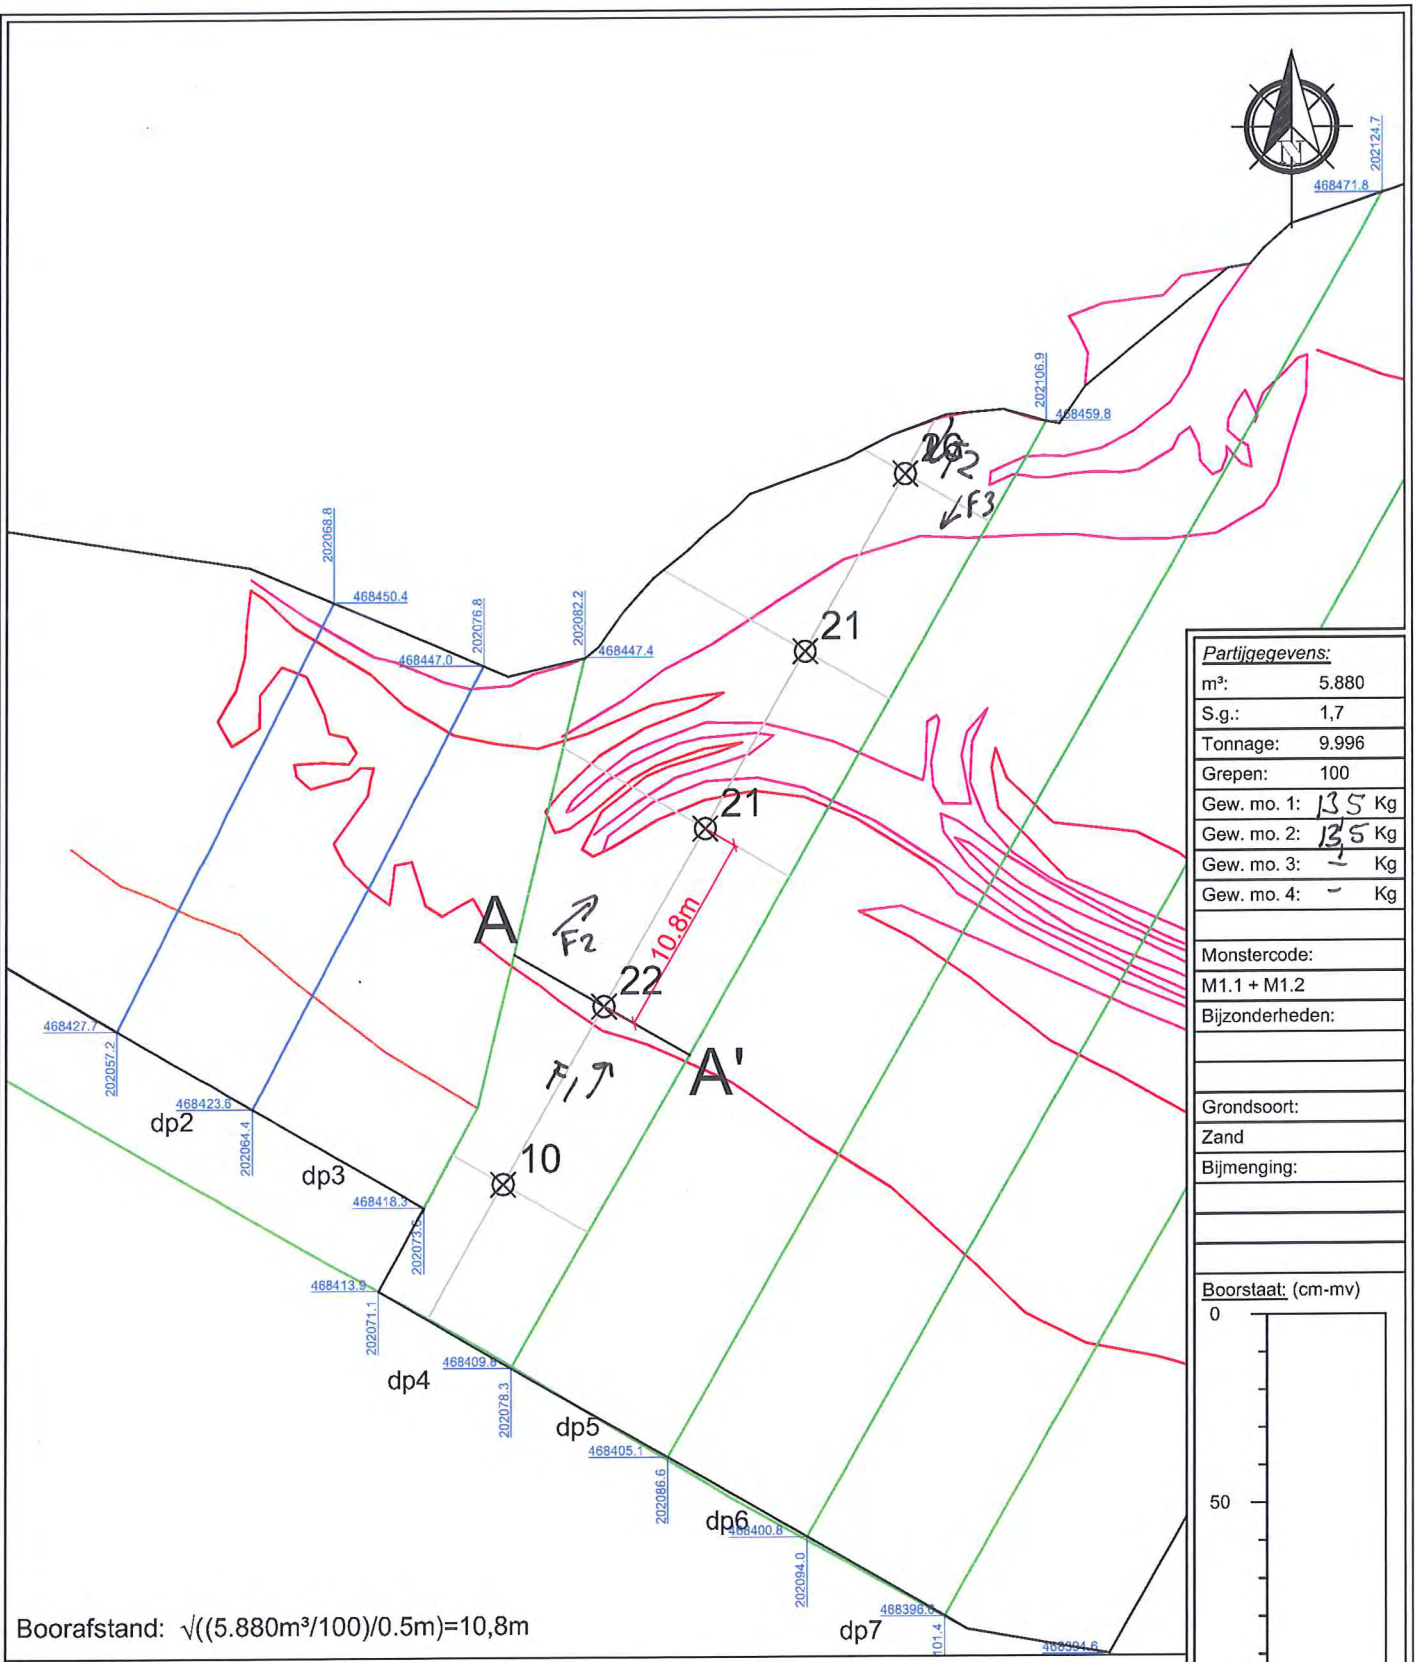 N
202124.7
468471.8
202106.9
468459.8
F3
202068.8
468450.4
202076.8
468447.0
202082.2
468447.4
21
21
10.8m
A
F2
22
A'
F1
10
468427.7
202057.2
dp2
468423.6
202064.4
dp3
468418.3
202073.6
468413.9
202071.1
dp4
468409.8
202078.3
dp5
468405.1
202086.6
dp6
468400.8
202094.0
dp7
468396.6
101.4
468394.6
Boorafstand: √((5.880m³/100)/0.5m)=10,8m
Partijgegevens:
m³: 5.880
S.g.: 1,7
Tonnage: 9.996
Grepen: 100
Gew. mo. 1: 13,5 Kg
Gew. mo. 2: 13,5 Kg
Gew. mo. 3: - Kg
Gew. mo. 4: - Kg
Monstercode:
M1.1 + M1.2
Bijzonderheden:
Grondsoort:
Zand
Bijmenging:
Boorstaat: (cm-mv)
0
50